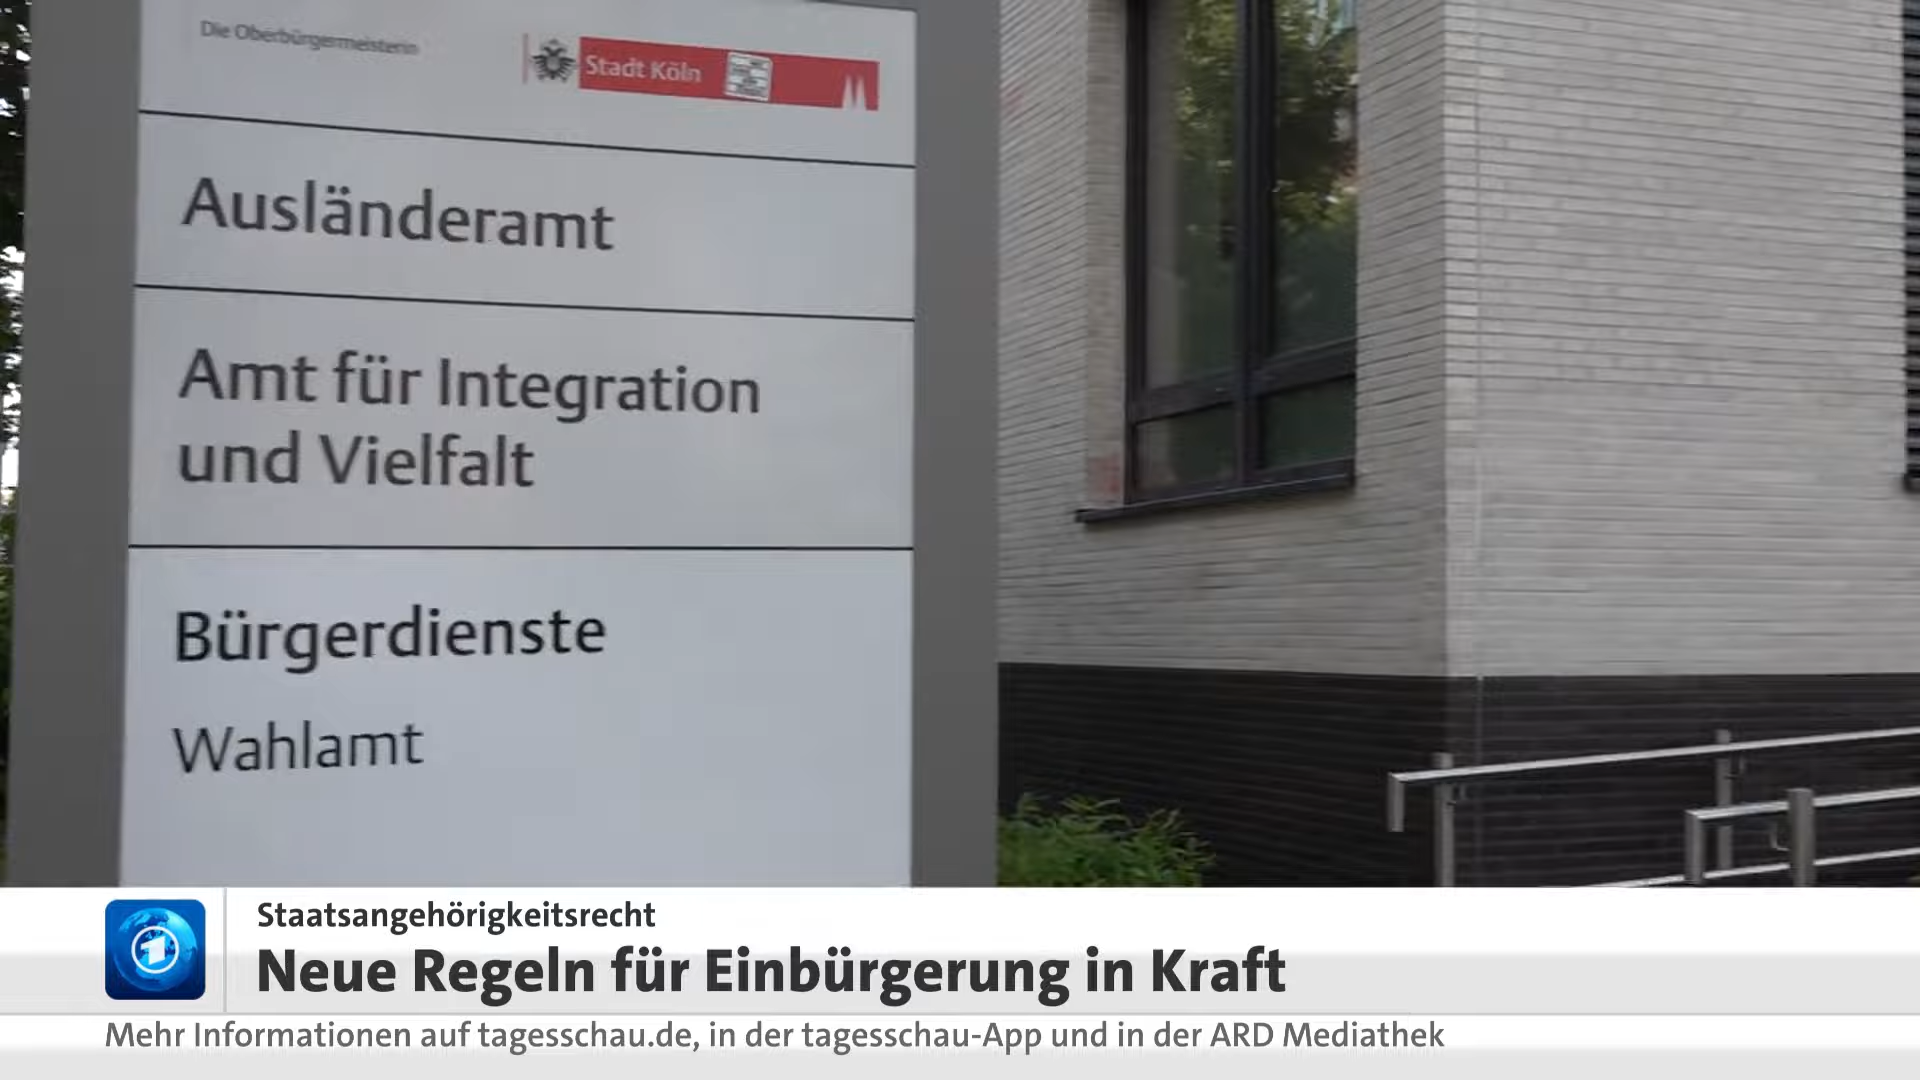 Die Oberbürgermeisterin
Stadt Köln
Ausländeramt
Amt für Integration
und Vielfalt
Bürgerdienste
Wahlamt
Staatsangehörigkeitsrecht
Neue Regeln für Einbürgerung in Kraft
Mehr Informationen auf tagesschau.de, in der tagesschau-App und in der ARD Mediathek